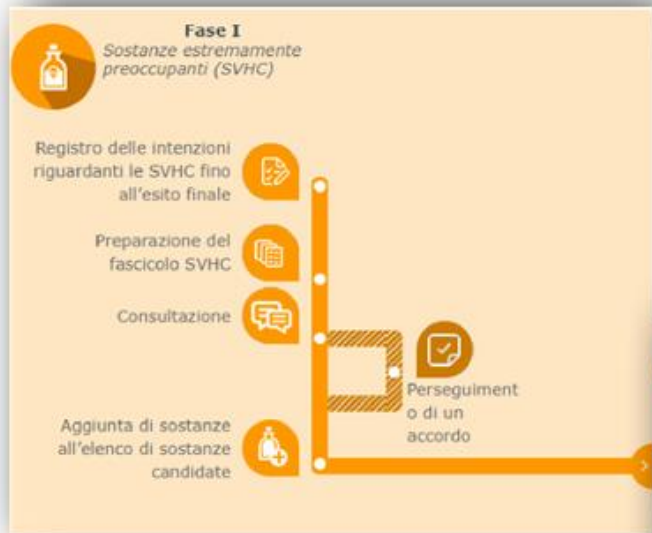 Fase I
Sostanze estremamente
preoccupanti (SVHC)
Registro delle intenzioni
riguardanti le SVHC fino
all'esito finale
Preparazione del
fascicolo SVHC
Consultazione
Perseguiment
o di un
accordo
Aggiunta di sostanze
all'elenco di sostanze
candidate